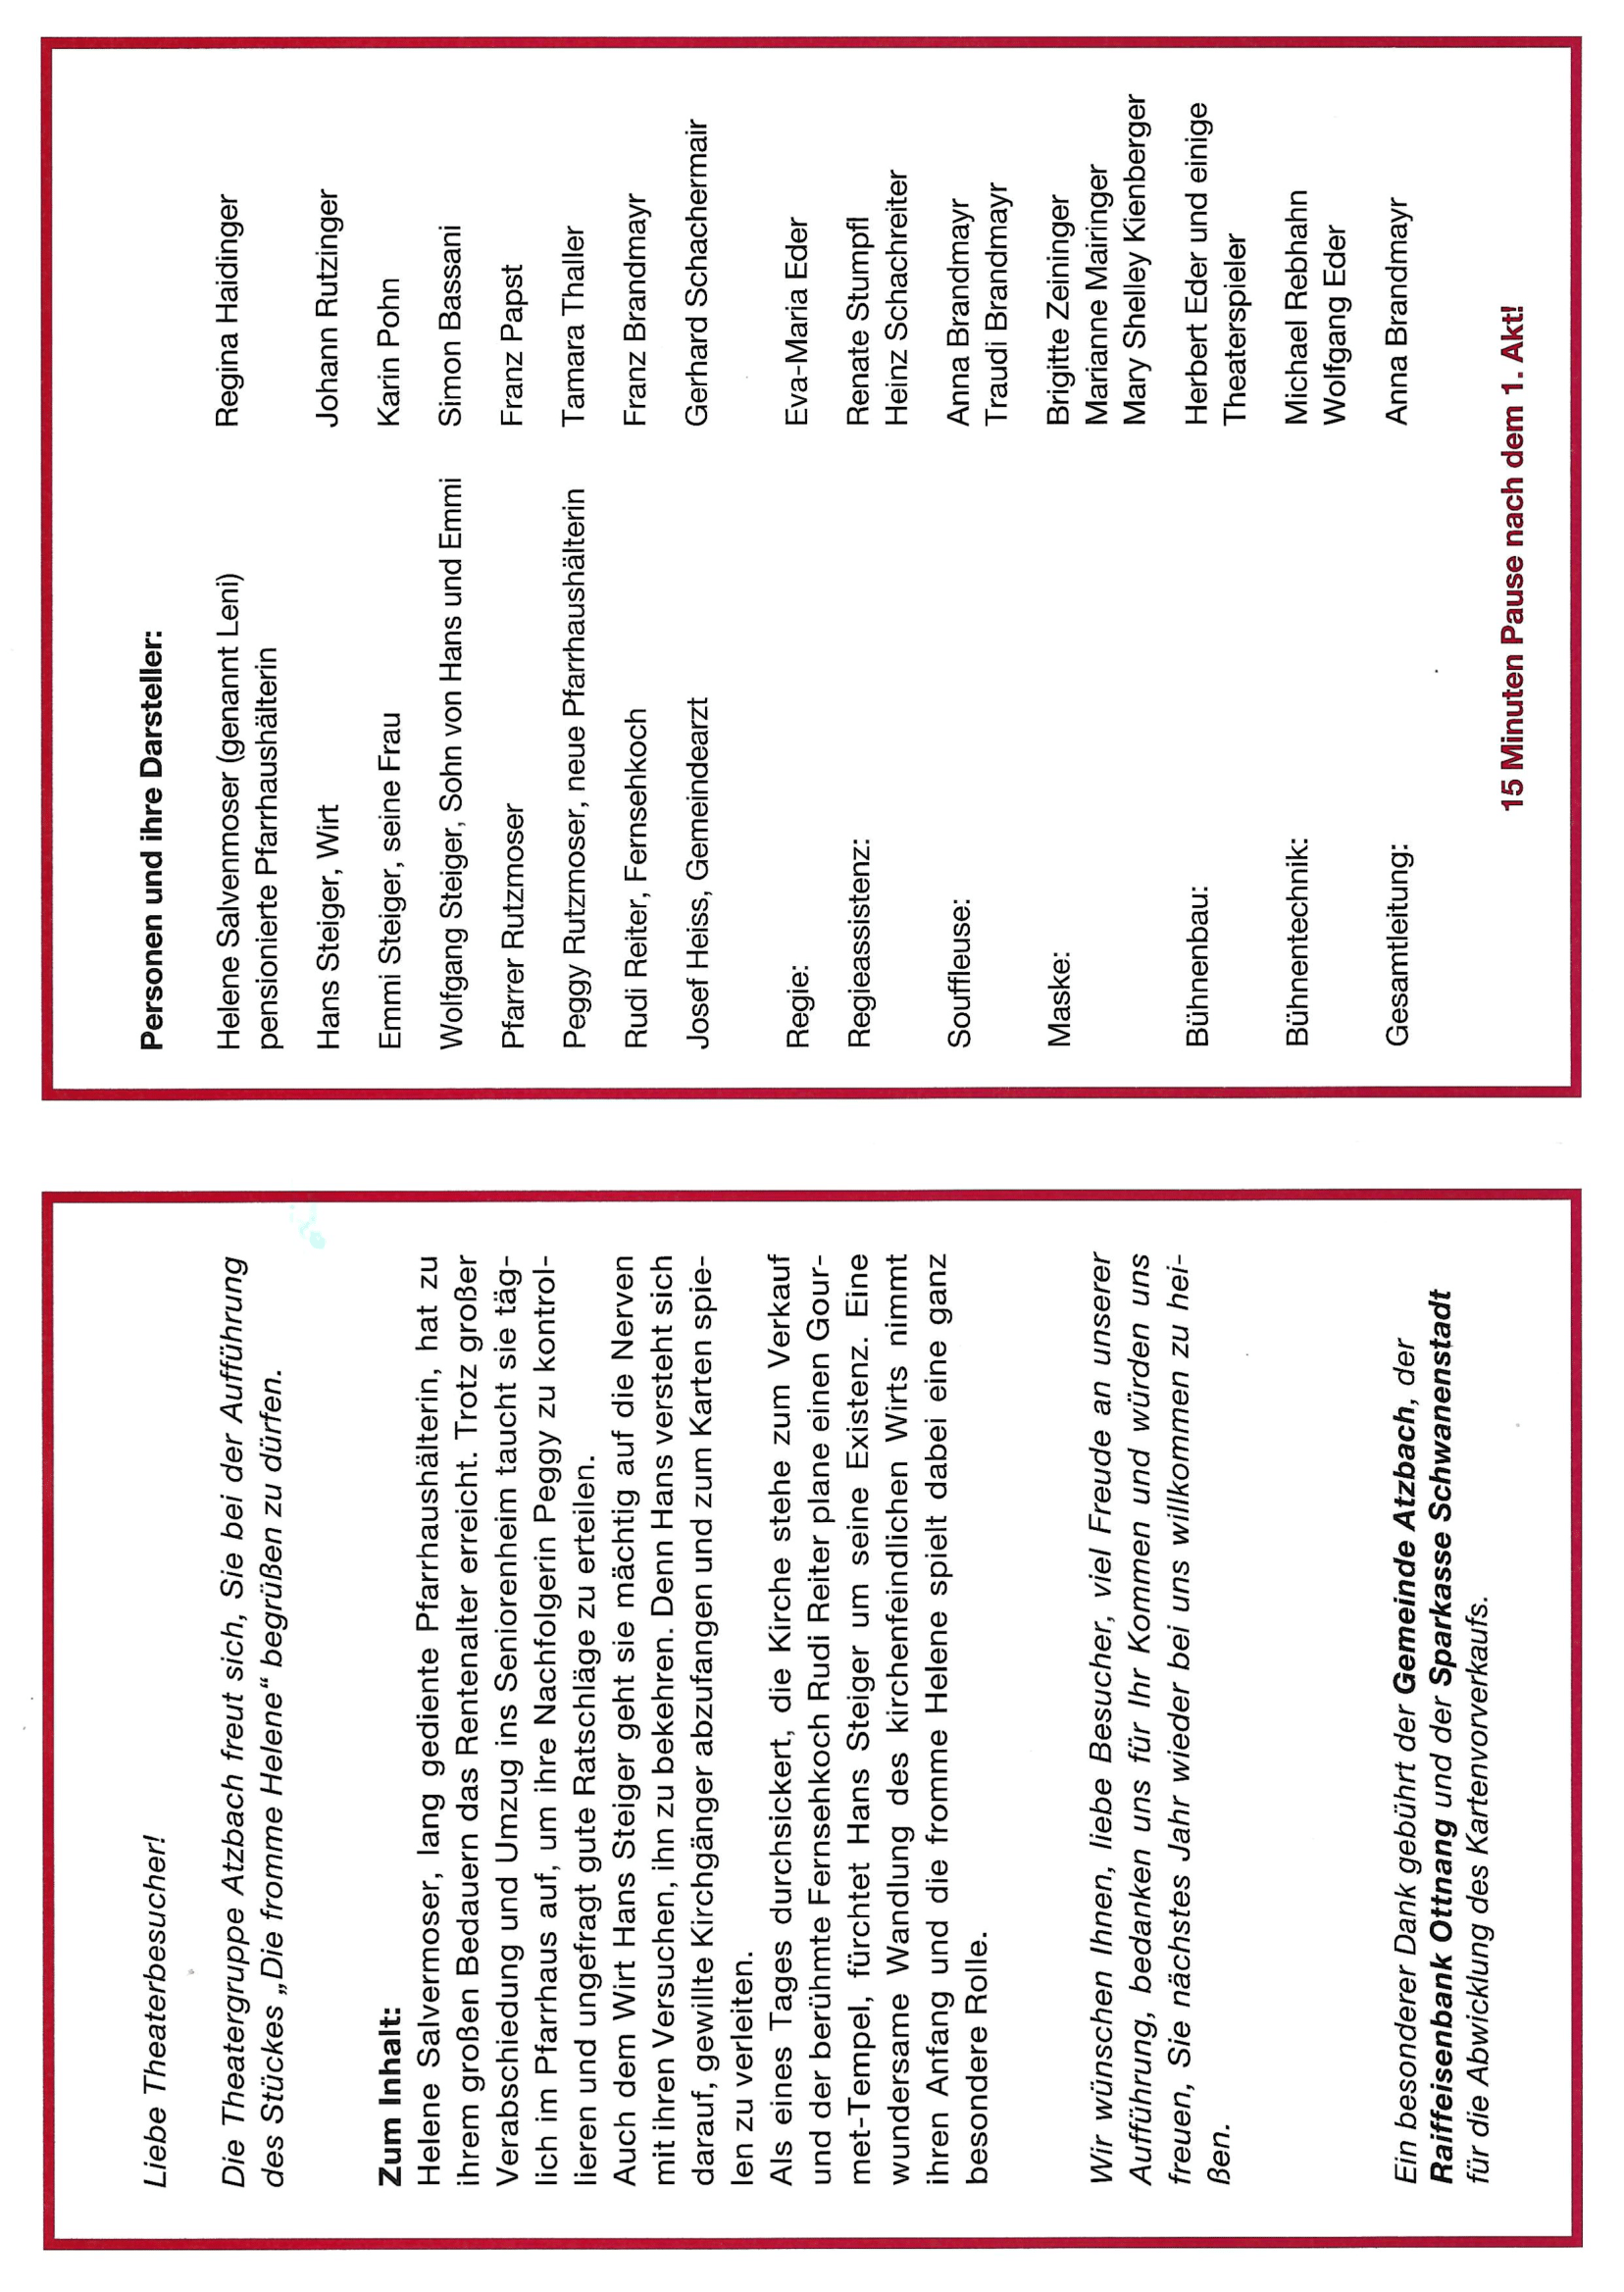 Liebe Theaterbesucher!
Die Theatergruppe Atzbach freut sich, Sie bei der Aufführung
des Stückes „Die fromme Helene“ begrüßen zu dürfen.
Zum Inhalt:
Helene Salvermoser, lang gediente Pfarrhaushälterin, hat zu
ihrem großen Bedauern das Rentenalter erreicht. Trotz großer
Verabschiedung und Umzug ins Seniorenheim taucht sie täg-
lich im Pfarrhaus auf, um ihre Nachfolgerin Peggy zu kontrol-
lieren und ungefragt gute Ratschläge zu erteilen.
Auch dem Wirt Hans Steiger geht sie mächtig auf die Nerven
mit ihren Versuchen, ihn zu bekehren. Denn Hans versteht sich
darauf, gewillte Kirchgänger abzufangen und zum Karten spie-
len zu verleiten.
Als eines Tages durchsickert, die Kirche stehe zum Verkauf
und der berühmte Fernsehkoch Rudi Reiter plane einen Gour-
met-Tempel, fürchtet Hans Steiger um seine Existenz. Eine
wundersame Wandlung des kirchenfeindlichen Wirts nimmt
ihren Anfang und die fromme Helene spielt dabei eine ganz
besondere Rolle.
Wir wünschen Ihnen, liebe Besucher, viel Freude an unserer
Aufführung, bedanken uns für Ihr Kommen und würden uns
freuen, Sie nächstes Jahr wieder bei uns willkommen zu hei-
ßen.
Ein besonderer Dank gebührt der Gemeinde Atzbach, der
Raiffeisenbank Ottnang und der Sparkasse Schwanenstadt
für die Abwicklung des Kartenvorverkaufs.
Personen und ihre Darsteller:
Helene Salvenmoser (genannt Leni) Regina Haidinger
pensionierte Pfarrhaushälterin
Hans Steiger, Wirt Johann Rutzinger
Emmi Steiger, seine Frau Karin Pohn
Wolfgang Steiger, Sohn von Hans und Emmi Simon Bassani
Pfarrer Rutzmoser Franz Papst
Peggy Rutzmoser, neue Pfarrhaushälterin Tamara Thaller
Rudi Reiter, Fernsehkoch Franz Brandmayr
Josef Heiss, Gemeindearzt Gerhard Schachermair
Regie: Eva-Maria Eder
Regieassistenz: Renate Stumpfl
Heinz Schachreiter
Souffleuse: Anna Brandmayr
Traudi Brandmayr
Maske: Brigitte Zeininger
Marianne Mairinger
Mary Shelley Kienberger
Bühnenbau: Herbert Eder und einige
Theaterspieler
Bühnentechnik: Michael Rebhahn
Wolfgang Eder
Gesamtleitung: Anna Brandmayr
15 Minuten Pause nach dem 1. Akt!